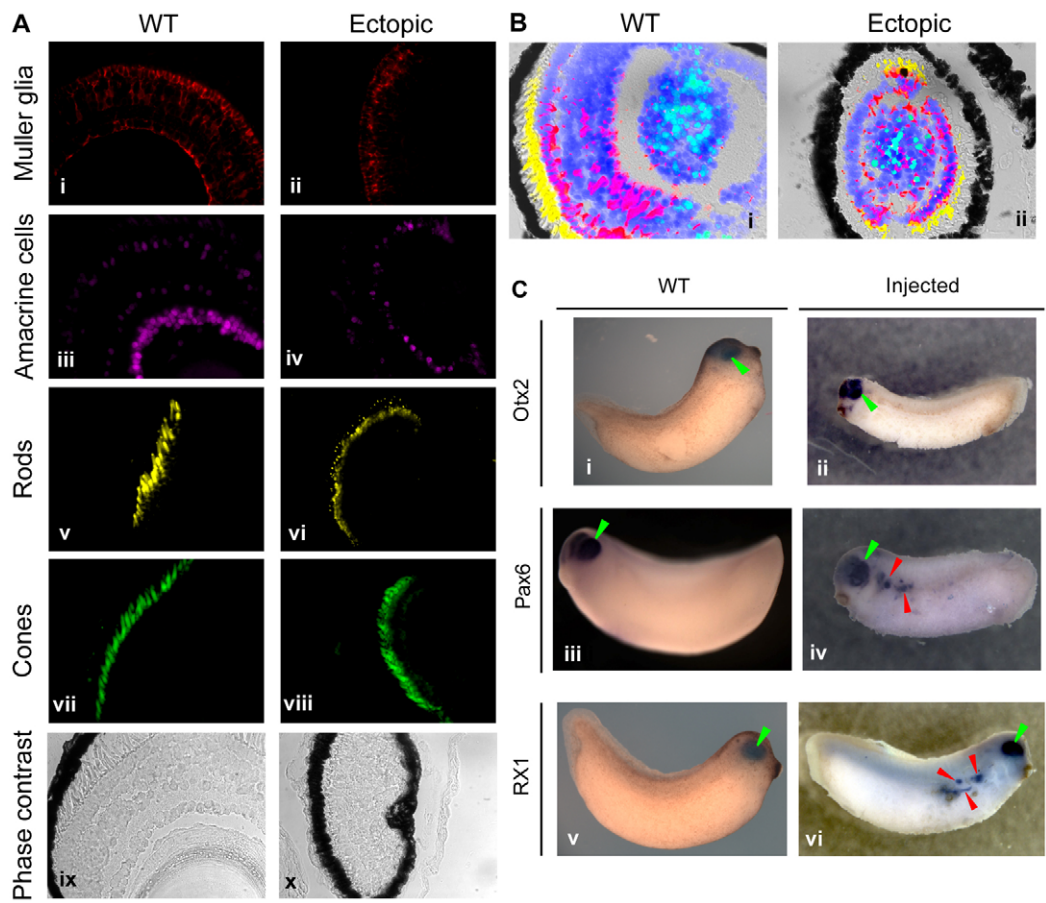 A
WT
Ectopic
Muller glia
i
ii
Amacrine cells
iii
iv
Rods
v
vi
Cones
vii
viii
Phase contrast
ix
x
B
WT
Ectopic
i
ii
C
WT
Injected
Otx2
i
ii
Pax6
iii
iv
RX1
v
vi